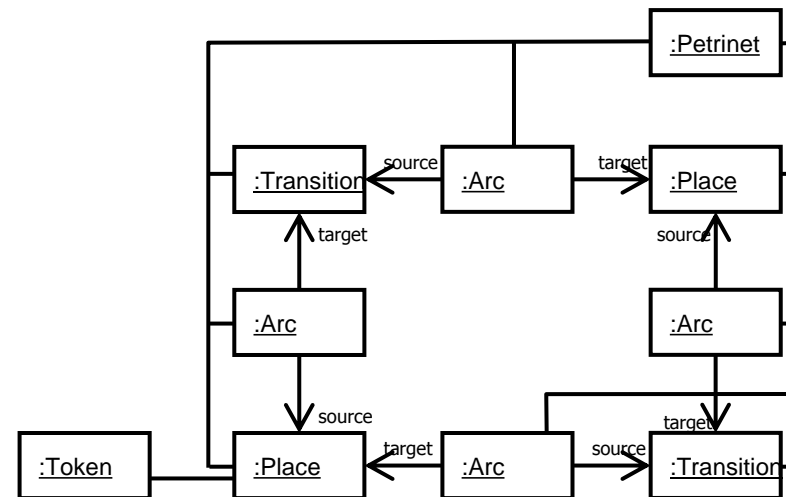 :Petrinet
source
target
:Transition
:Arc
:Place
target
source
:Arc
:Arc
source
target
:Token
:Place
target
:Arc
source
:Transition